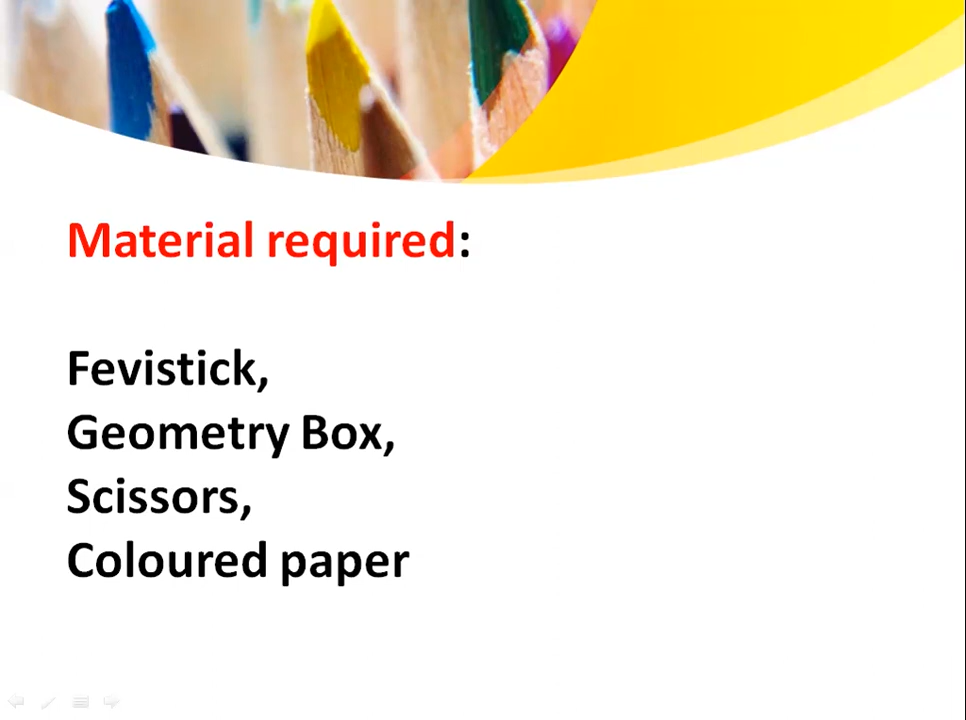 Material required:
Fevistick,
Geometry Box,
Scissors,
Coloured paper